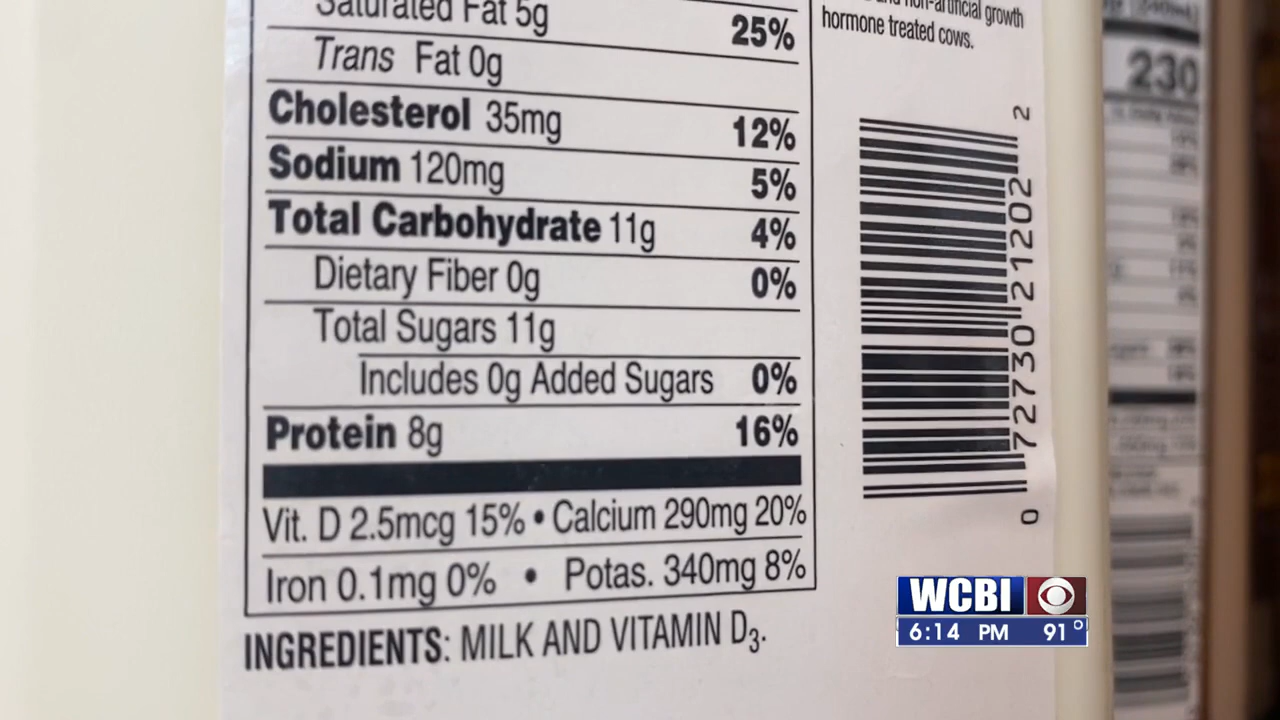 Saturated Fat 5g 25%
Trans Fat 0g
Cholesterol 35mg 12%
Sodium 120mg 5%
Total Carbohydrate 11g 4%
Dietary Fiber 0g 0%
Total Sugars 11g
Includes 0g Added Sugars 0%
Protein 8g 16%
Vit. D 2.5mcg 15% • Calcium 290mg 20%
Iron 0.1mg 0% • Potas. 340mg 8%
INGREDIENTS: MILK AND VITAMIN D3.
non-artificial growth
hormone treated cows.
0 72730 21202 2
230
WCBI
6:14 PM 91°